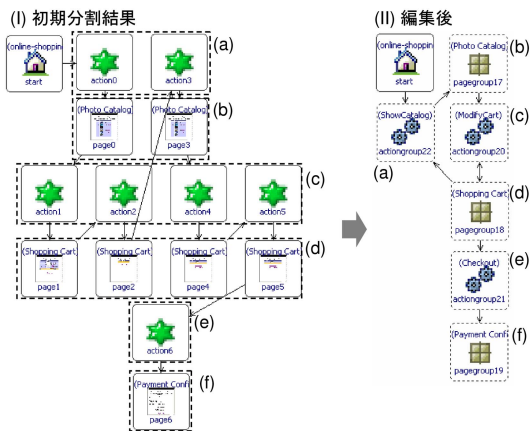 (I) 初期分割結果
(II) 編集後
(online-shoppin
start
action0
action3
(a)
(Photo Catalog)
page0
(Photo Catalog)
page3
(b)
action1
action2
action4
action5
(c)
(Shopping Cart)
page1
(Shopping Cart)
page2
(Shopping Cart)
page4
(Shopping Cart)
page5
(d)
action6
(e)
(Payment Confi
page6
(f)
(online-shoppin
start
(Photo Catalog)
pagegroup17
(b)
(ShowCatalog)
actiongroup22
(a)
(ModifyCart)
actiongroup20
(c)
(Shopping Cart)
pagegroup18
(d)
(Checkout)
actiongroup21
(e)
(Payment Confi
pagegroup19
(f)